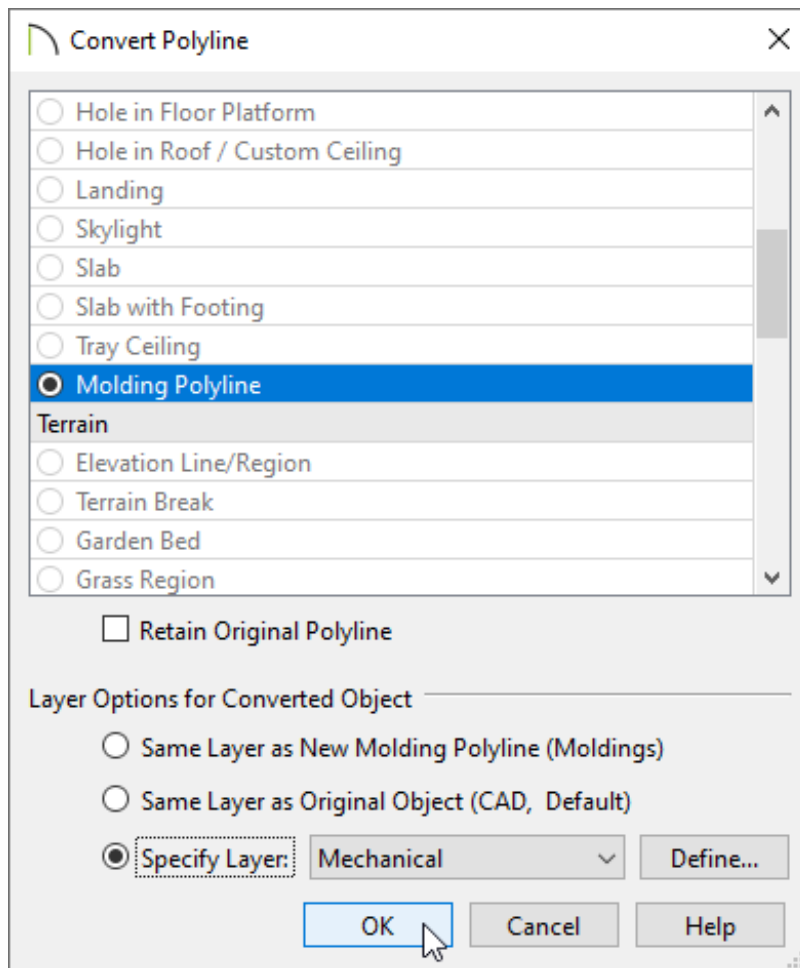 Convert Polyline
Hole in Floor Platform
Hole in Roof / Custom Ceiling
Landing
Skylight
Slab
Slab with Footing
Tray Ceiling
Molding Polyline
Terrain
Elevation Line/Region
Terrain Break
Garden Bed
Grass Region
Retain Original Polyline
Layer Options for Converted Object
Same Layer as New Molding Polyline (Moldings)
Same Layer as Original Object (CAD, Default)
Specify Layer: Mechanical Define...
OK Cancel Help